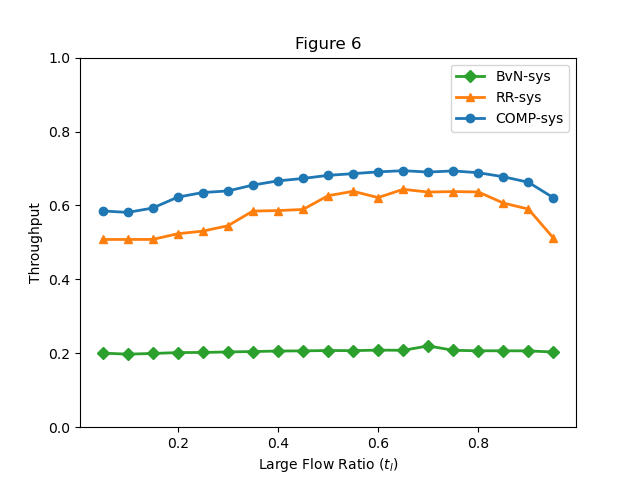 Figure 6
BvN-sys
RR-sys
COMP-sys
Throughput
1.0
0.8
0.6
0.4
0.2
0.0
0.2 0.4 0.6 0.8
Large Flow Ratio (t_l)